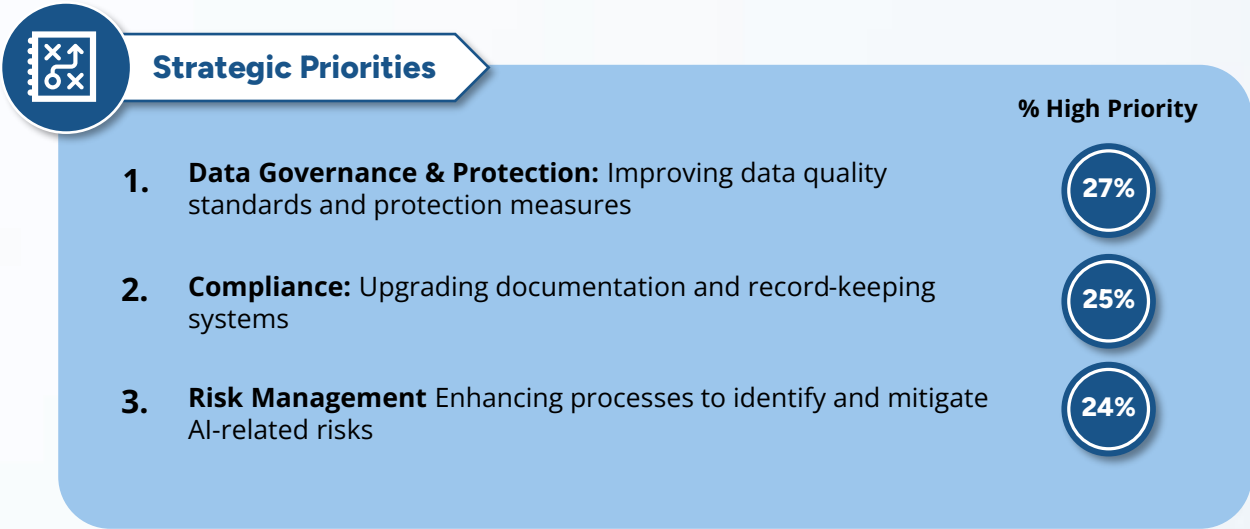 Strategic Priorities
% High Priority
1. Data Governance & Protection: Improving data quality
standards and protection measures
27%
2. Compliance: Upgrading documentation and record-keeping
systems
25%
3. Risk Management Enhancing processes to identify and mitigate
AI-related risks
24%